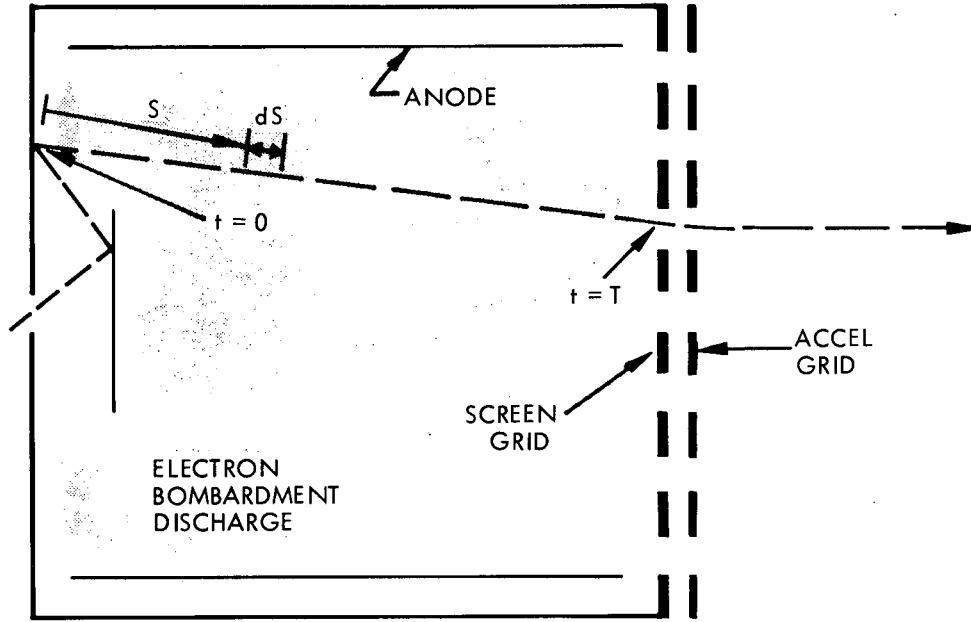 ANODE
S
dS
t = 0
t = T
ACCEL
GRID
SCREEN
GRID
ELECTRON
BOMBARDMENT
DISCHARGE